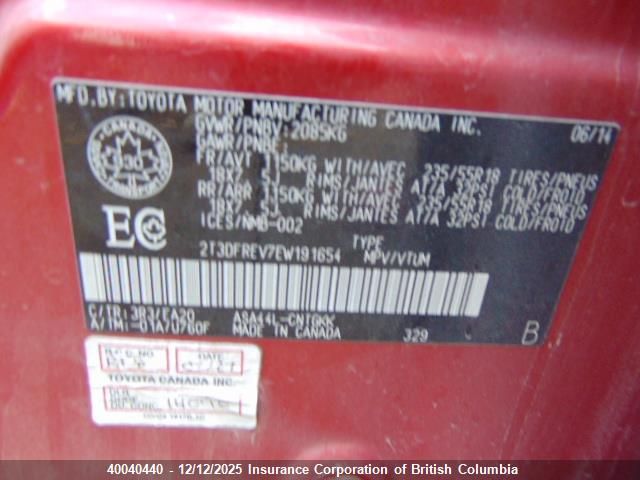 MFD.BY:TOYOTA MOTOR MANUFACTURING CANADA INC.
GVWR/PNBV:2085KG 06/14
GAWR/PNBE
FR/AVT 1150KG WITH/AVEC 235/55R18 TIRES/PNEUS
18X7 J RIMS/JANTES AT/A 32PSI COLD/FROID
RR/ARR 1150KG WITH/AVEC 235/55R18 TIRES/PNEUS
18X7 J RIMS/JANTES AT/A 32PSI COLD/FROID
ICES/NMB-002
CANADA
330
EC
TYPE
2T3DFREV7EW191654 MPV/VTUM
C/TR:3R3/EA20 ASA44L-CNTGKK
A/TM:-01A/U760F MADE IN CANADA 329 B
DATE
TOYOTA CANADA INC.
40040440 - 12/12/2025 Insurance Corporation of British Columbia